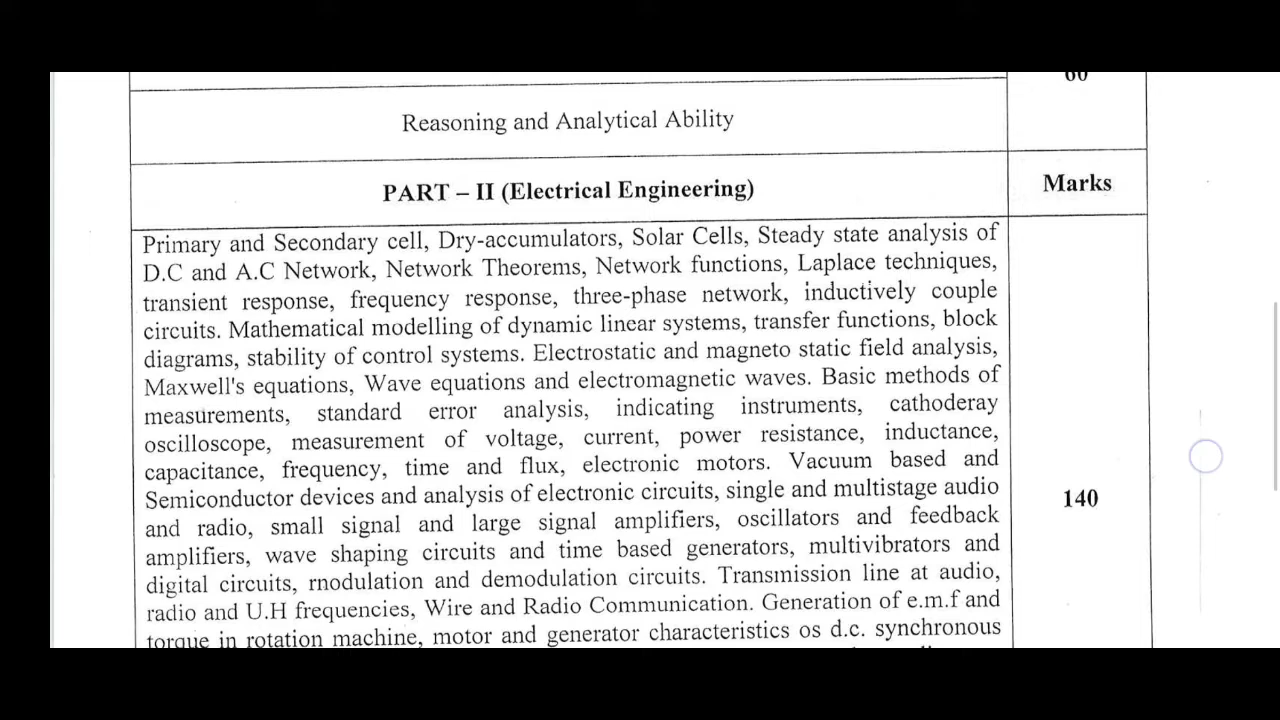 60
Reasoning and Analytical Ability
PART – II (Electrical Engineering)
Marks
Primary and Secondary cell, Dry-accumulators, Solar Cells, Steady state analysis of
D.C and A.C Network, Network Theorems, Network functions, Laplace techniques,
transient response, frequency response, three-phase network, inductively couple
circuits. Mathematical modelling of dynamic linear systems, transfer functions, block
diagrams, stability of control systems. Electrostatic and magneto static field analysis,
Maxwell's equations, Wave equations and electromagnetic waves. Basic methods of
measurements, standard error analysis, indicating instruments, cathoderay
oscilloscope, measurement of voltage, current, power resistance, inductance,
capacitance, frequency, time and flux, electronic motors. Vacuum based and
Semiconductor devices and analysis of electronic circuits, single and multistage audio
and radio, small signal and large signal amplifiers, oscillators and feedback
amplifiers, wave shaping circuits and time based generators, multivibrators and
digital circuits, rnodulation and demodulation circuits. Transmission line at audio,
radio and U.H frequencies, Wire and Radio Communication. Generation of e.m.f and
torque in rotation machine, motor and generator characteristics os d.c. synchronous
140